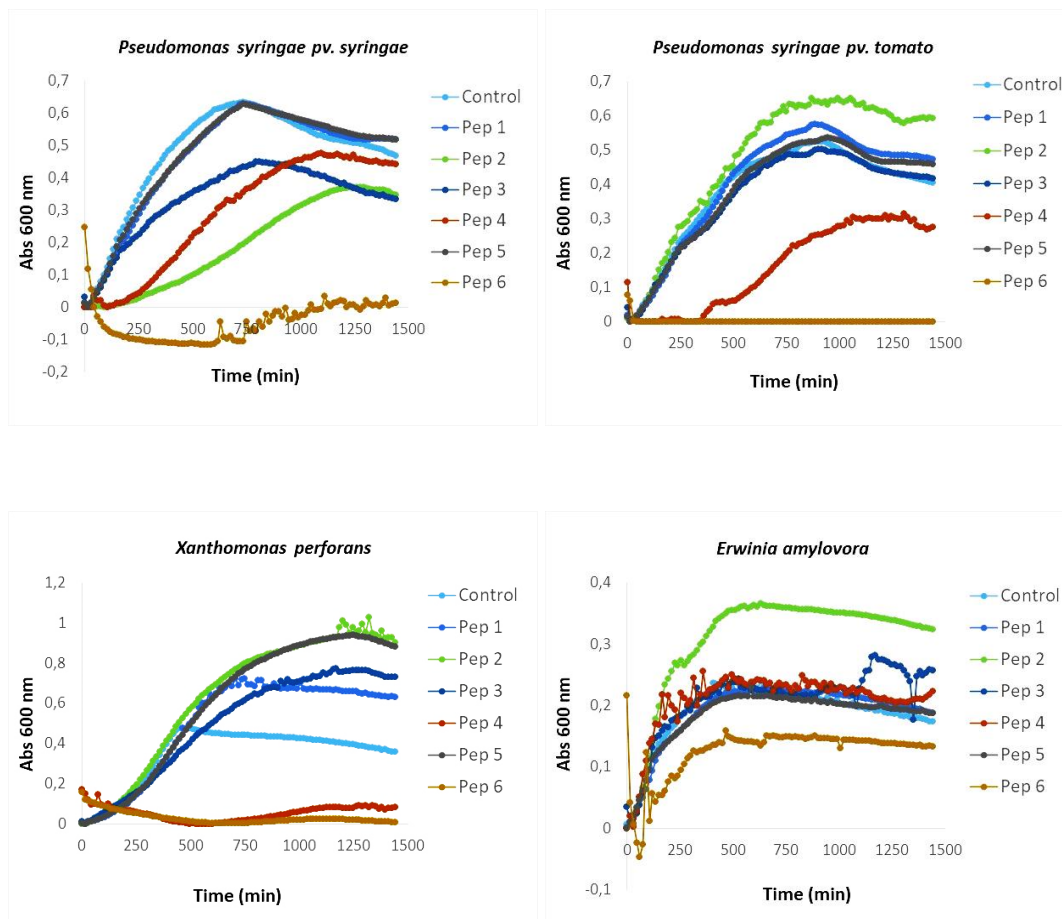 Pseudomonas syringae pv. syringae
0,7
0,6
0,5
0,4
0,3
0,2
0,1
0
-0,1
-0,2
Abs 600 nm
0 250 500 750 1000 1250 1500
Time (min)
Control
Pep 1
Pep 2
Pep 3
Pep 4
Pep 5
Pep 6
Pseudomonas syringae pv. tomato
0,7
0,6
0,5
0,4
0,3
0,2
0,1
0
Abs 600 nm
0 250 500 750 1000 1250 1500
Time (min)
Control
Pep 1
Pep 2
Pep 3
Pep 4
Pep 5
Pep 6
Xanthomonas perforans
1,2
1
0,8
0,6
0,4
0,2
0
Abs 600 nm
0 250 500 750 1000 1250 1500
Time (min)
Control
Pep 1
Pep 2
Pep 3
Pep 4
Pep 5
Pep 6
Erwinia amylovora
0,4
0,3
0,2
0,1
0
-0,1
Abs 600 nm
0 250 500 750 1000 1250 1500
Time (min)
Control
Pep 1
Pep 2
Pep 3
Pep 4
Pep 5
Pep 6